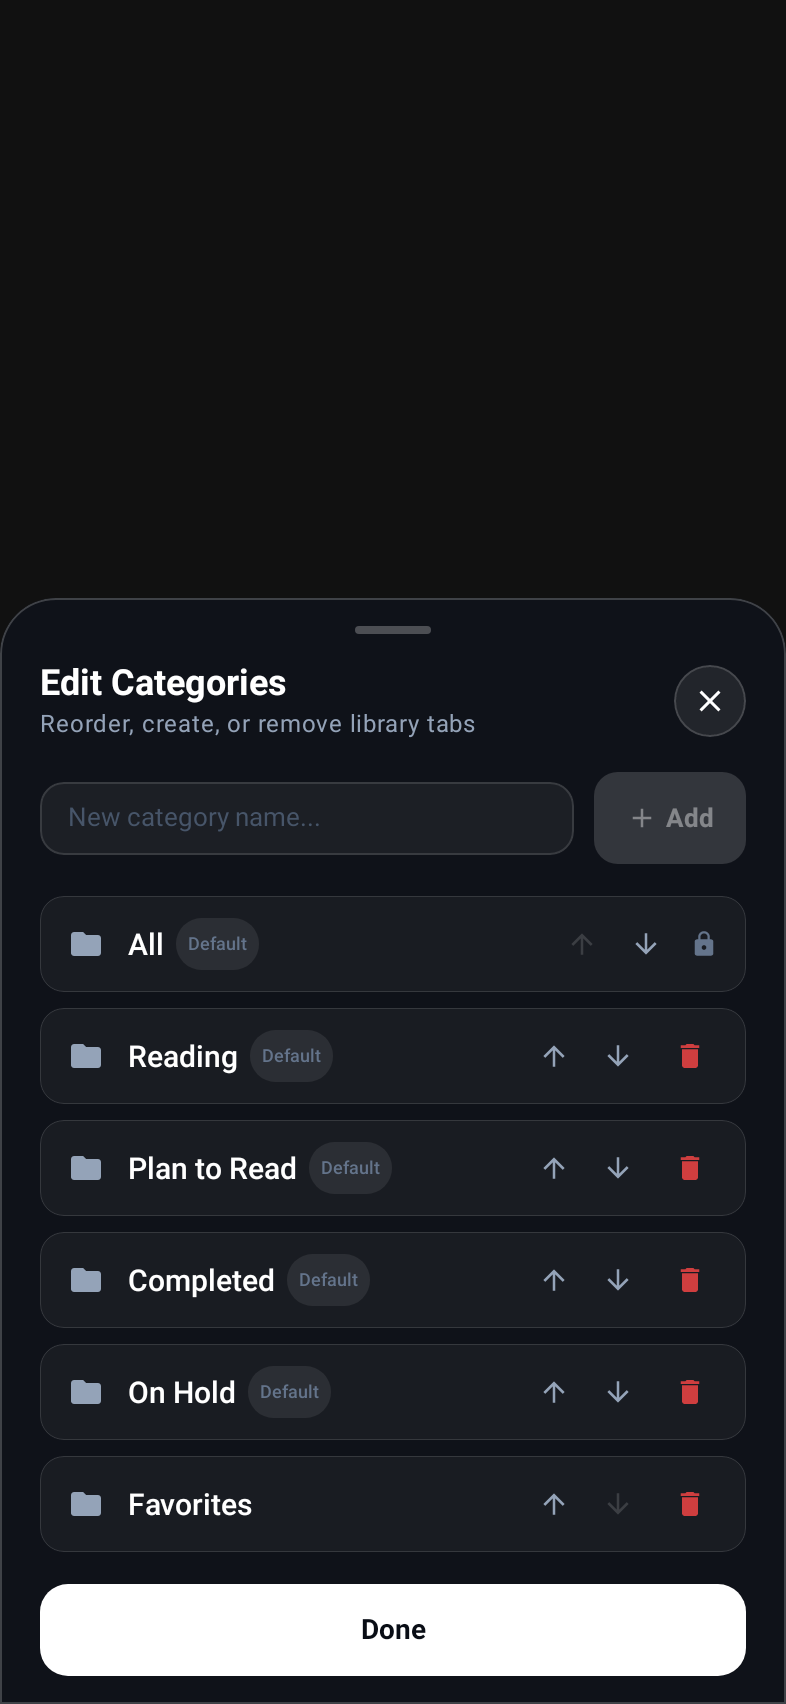 Edit Categories
Reorder, create, or remove library tabs
New category name...
Add
All Default
Reading Default
Plan to Read Default
Completed Default
On Hold Default
Favorites
Done